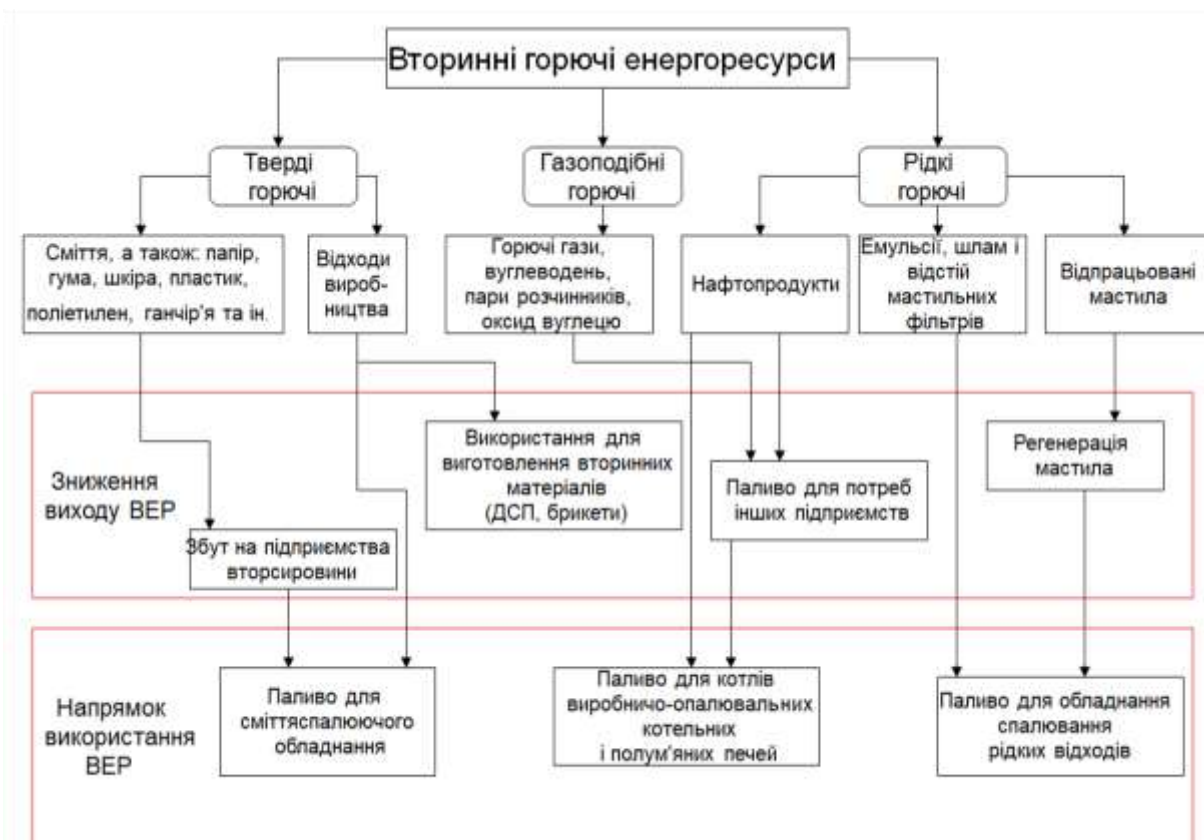 Вторинні горючі енергоресурси
Тверді
горючі
Газоподібні
горючі
Рідкі
горючі
Сміття, а також: папір,
гума, шкіра, пластик,
поліетилен, ганчір'я та ін.
Відходи
вироб-
ництва
Горючі гази,
вуглеводень,
пари розчинників,
оксид вуглецю
Нафтопродукти
Емульсії, шлам і
відстій
мастильних
фільтрів
Відпрацьовані
мастила
Зниження
виходу ВЕР
Використання для
виготовлення вторинних
матеріалів
(ДСП, брикети)
Паливо для потреб
інших підприємств
Регенерація
мастила
Збут на підприємства
вторсировини
Напрямок
використання
ВЕР
Паливо для
сміттяспалюючого
обладнання
Паливо для котлів
виробничо-опалювальних
котельних
і полум'яних печей
Паливо для обладнання
спалювання
рідких відходів